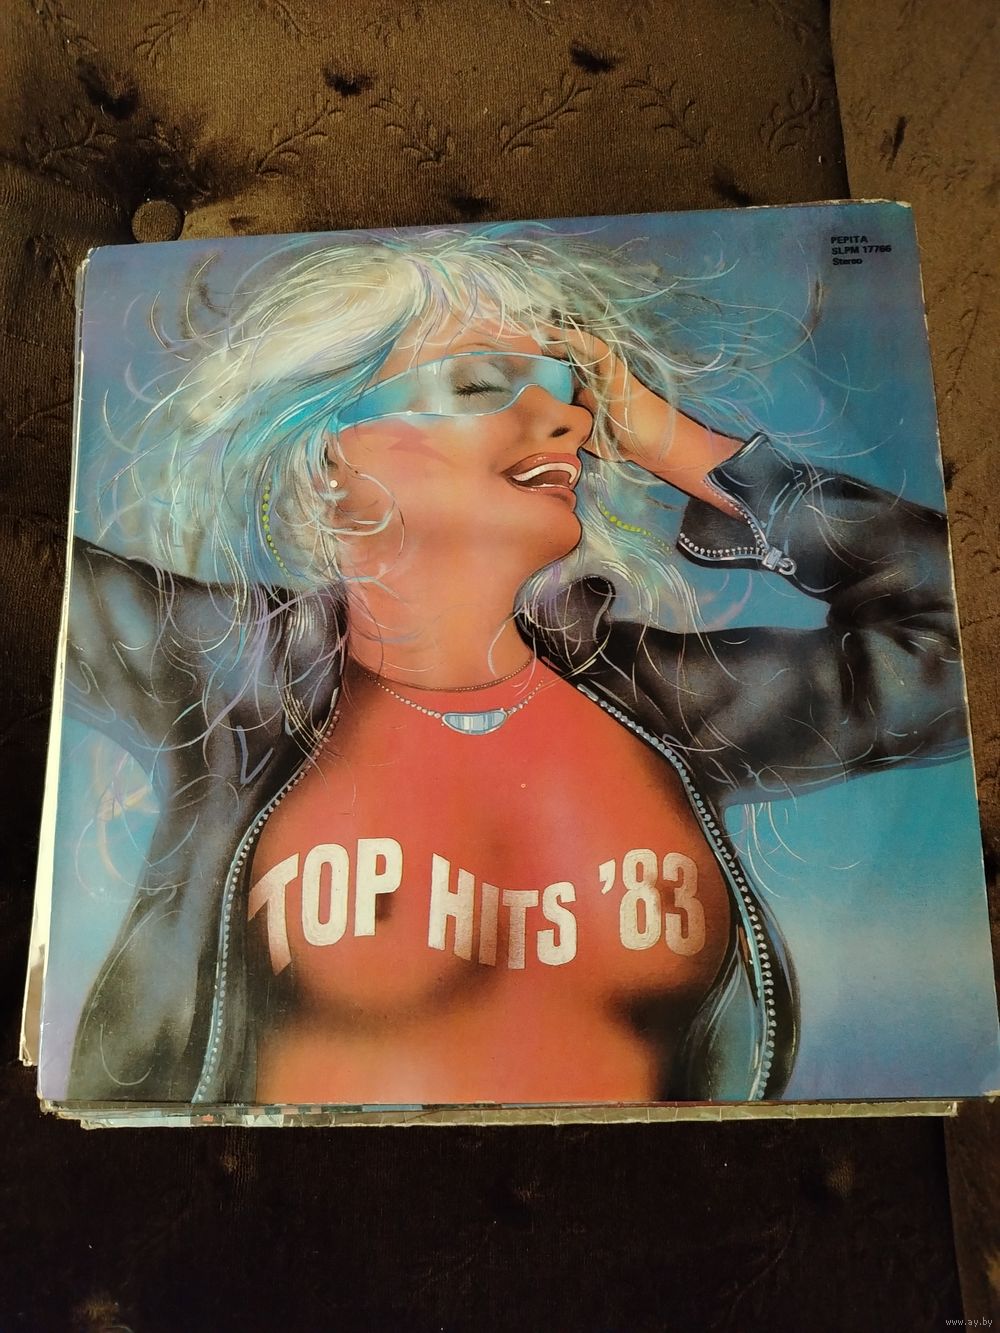 PEPITA
SLPM 17766
Stereo
TOP HITS '83
www.ay.by